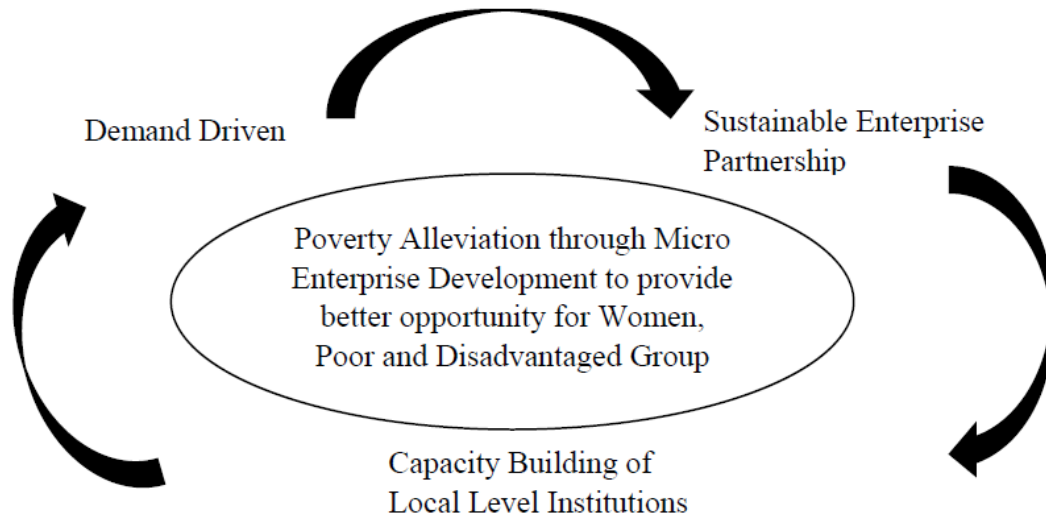 Demand Driven
Sustainable Enterprise
Partnership
Poverty Alleviation through Micro
Enterprise Development to provide
better opportunity for Women,
Poor and Disadvantaged Group
Capacity Building of
Local Level Institutions